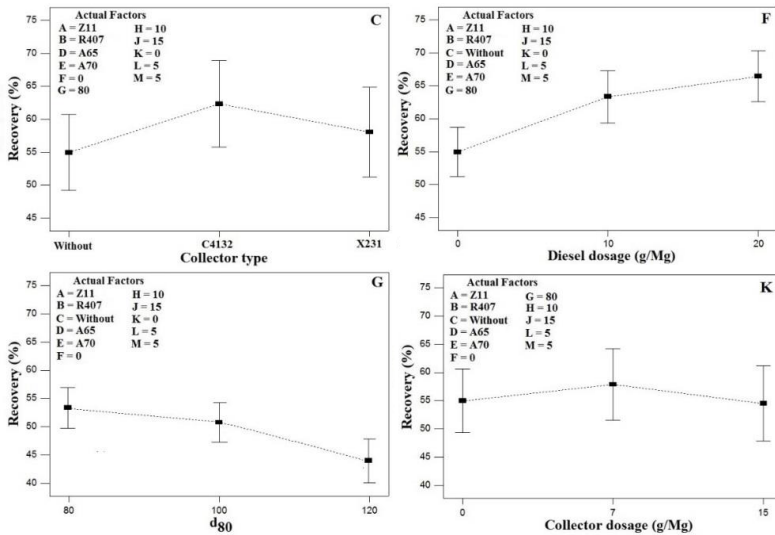 Actual Factors
A = Z11 H = 10
B = R407 J = 15
D = A65 K = 0
E = A70 L = 5
F = 0 M = 5
G = 80
C
75
70
65
60
55
50
45
Recovery (%)
Without C4132 X231
Collector type
Actual Factors
A = Z11 H = 10
B = R407 J = 15
C = Without K = 0
D = A65 L = 5
E = A70 M = 5
G = 80
F
75
70
65
60
55
50
45
Recovery (%)
0 10 20
Diesel dosage (g/Mg)
Actual Factors
A = Z11 H = 10
B = R407 J = 15
C = Without K = 0
D = A65 L = 5
E = A70 M = 5
F = 0
G
75
70
65
60
55
50
45
40
Recovery (%)
80 100 120
d80
Actual Factors
A = Z11 G = 80
B = R407 H = 10
C = Without J = 15
D = A65 L = 5
E = A70 M = 5
F = 0
K
75
70
65
60
55
50
45
40
Recovery (%)
0 7 15
Collector dosage (g/Mg)